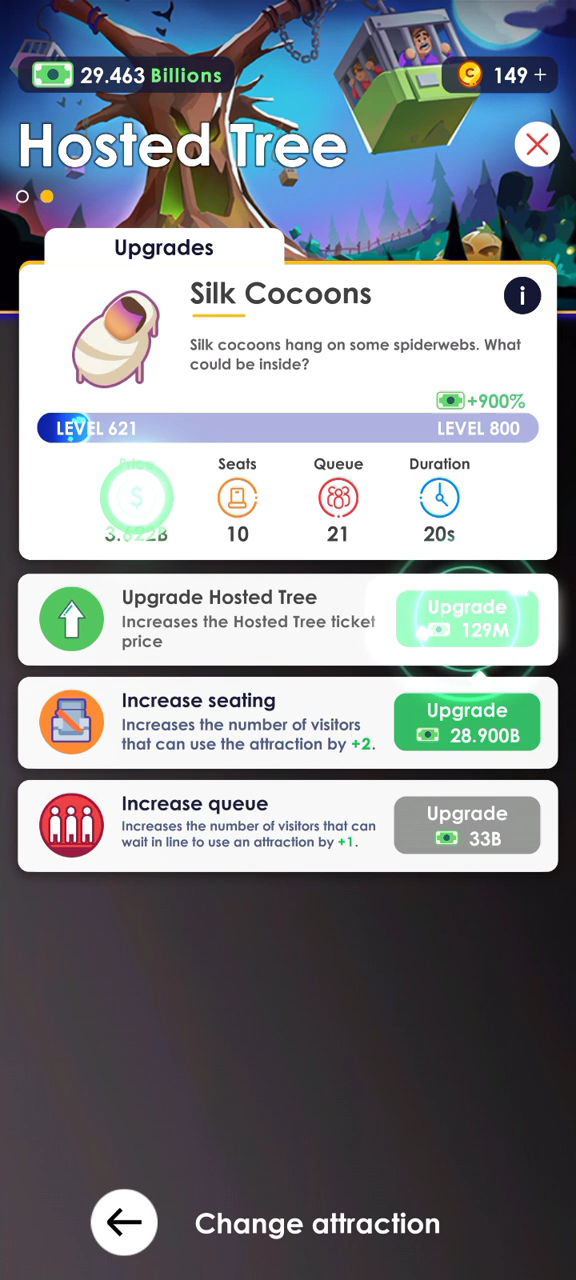 29.463 Billions
149 +
Hosted Tree
Upgrades
Silk Cocoons
i
Silk cocoons hang on some spiderwebs. What
could be inside?
+900%
LEVEL 621
LEVEL 800
Price
Seats
Queue
Duration
3.622B
10
21
20s
Upgrade Hosted Tree
Increases the Hosted Tree ticket
price
Upgrade
129M
Increase seating
Increases the number of visitors
that can use the attraction by +2.
Upgrade
28.900B
Increase queue
Increases the number of visitors that can
wait in line to use an attraction by +1.
Upgrade
33B
Change attraction